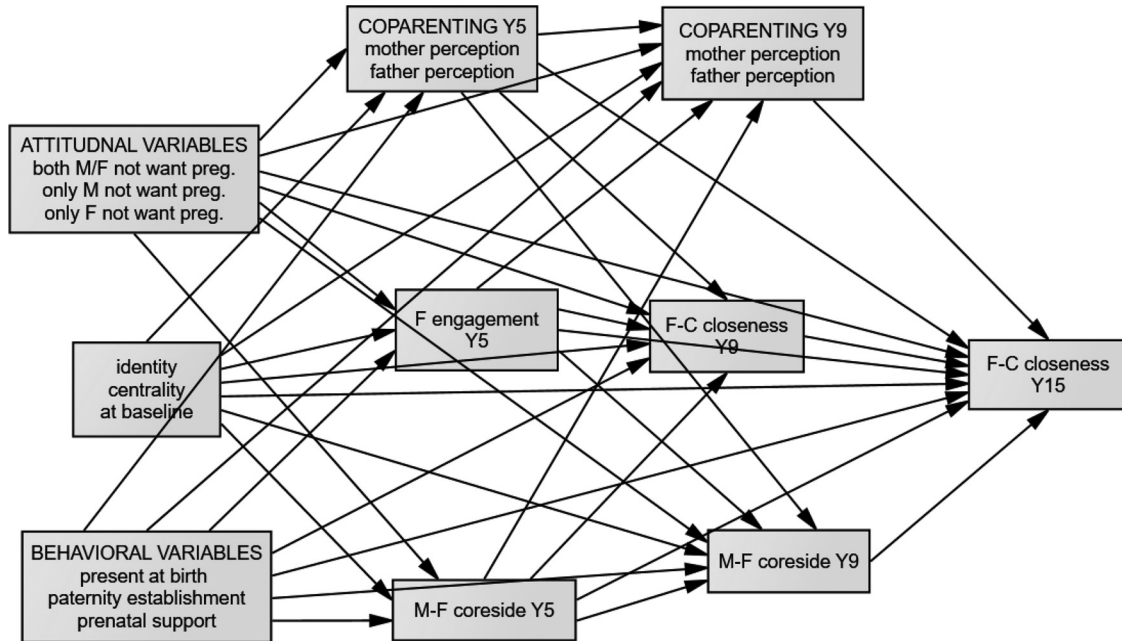 COPARENTING Y5
mother perception
father perception
COPARENTING Y9
mother perception
father perception
ATTITUDNAL VARIABLES
both M/F not want preg.
only M not want preg.
only F not want preg.
F engagement
Y5
F-C closeness
Y9
identity
centrality
at baseline
F-C closeness
Y15
BEHAVIORAL VARIABLES
present at birth
paternity establishment
prenatal support
M-F coreside Y5
M-F coreside Y9